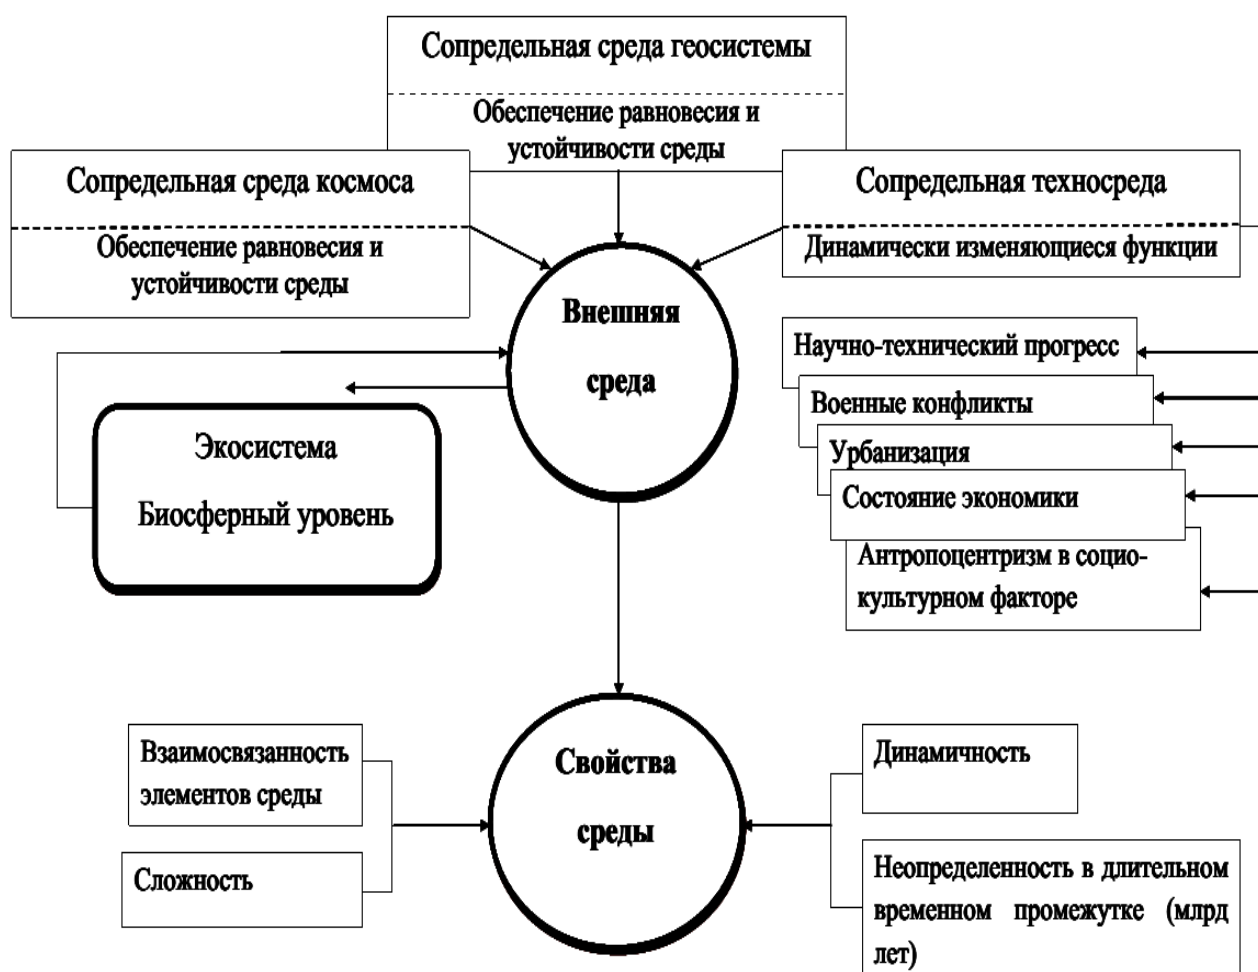 Сопредельная среда геосистемы
Обеспечение равновесия и
устойчивости среды
Сопредельная среда космоса
Обеспечение равновесия и
устойчивости среды
Сопредельная техносреда
Динамически изменяющиеся функции
Внешняя
среда
Научно-технический прогресс
Военные конфликты
Урбанизация
Состояние экономики
Антропоцентризм в социо-
культурном факторе
Экосистема
Биосферный уровень
Свойства
среды
Взаимосвязанность
элементов среды
Сложность
Динамичность
Неопределенность в длительном
временном промежутке (млрд
лет)